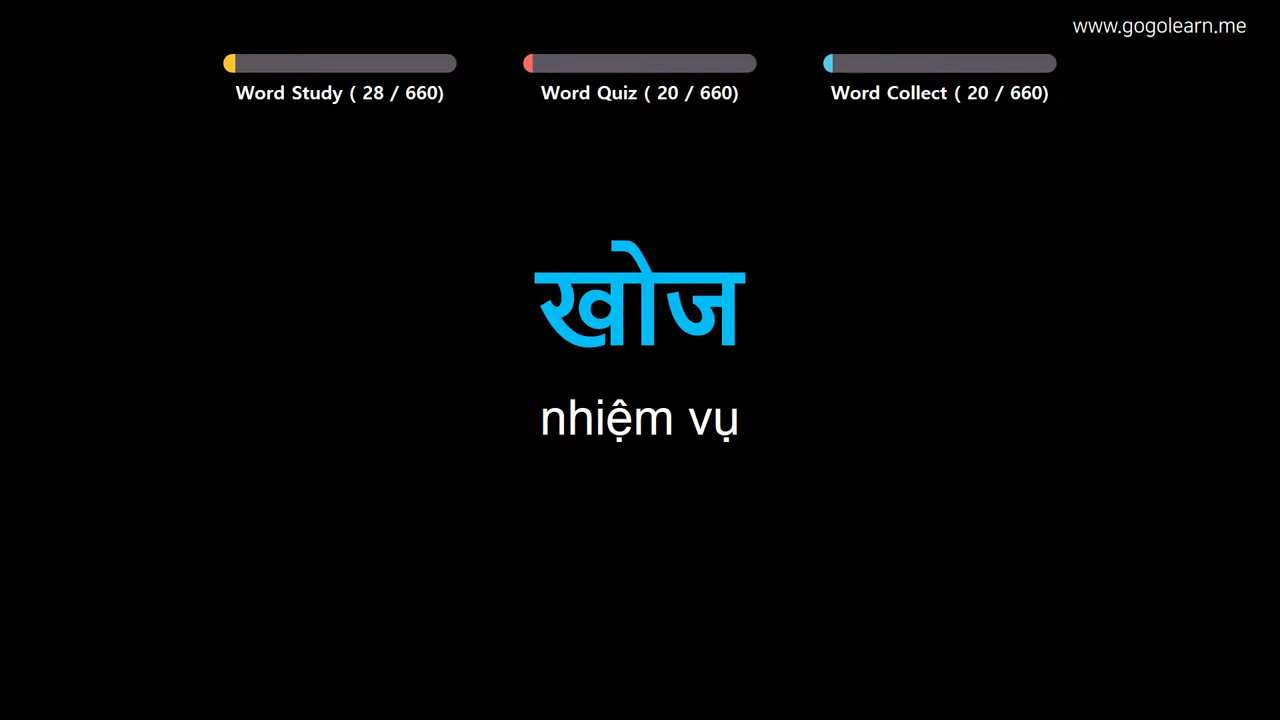 www.gogolearn.me
Word Study ( 28 / 660)
Word Quiz ( 20 / 660)
Word Collect ( 20 / 660)
खोज
nhiệm vụ